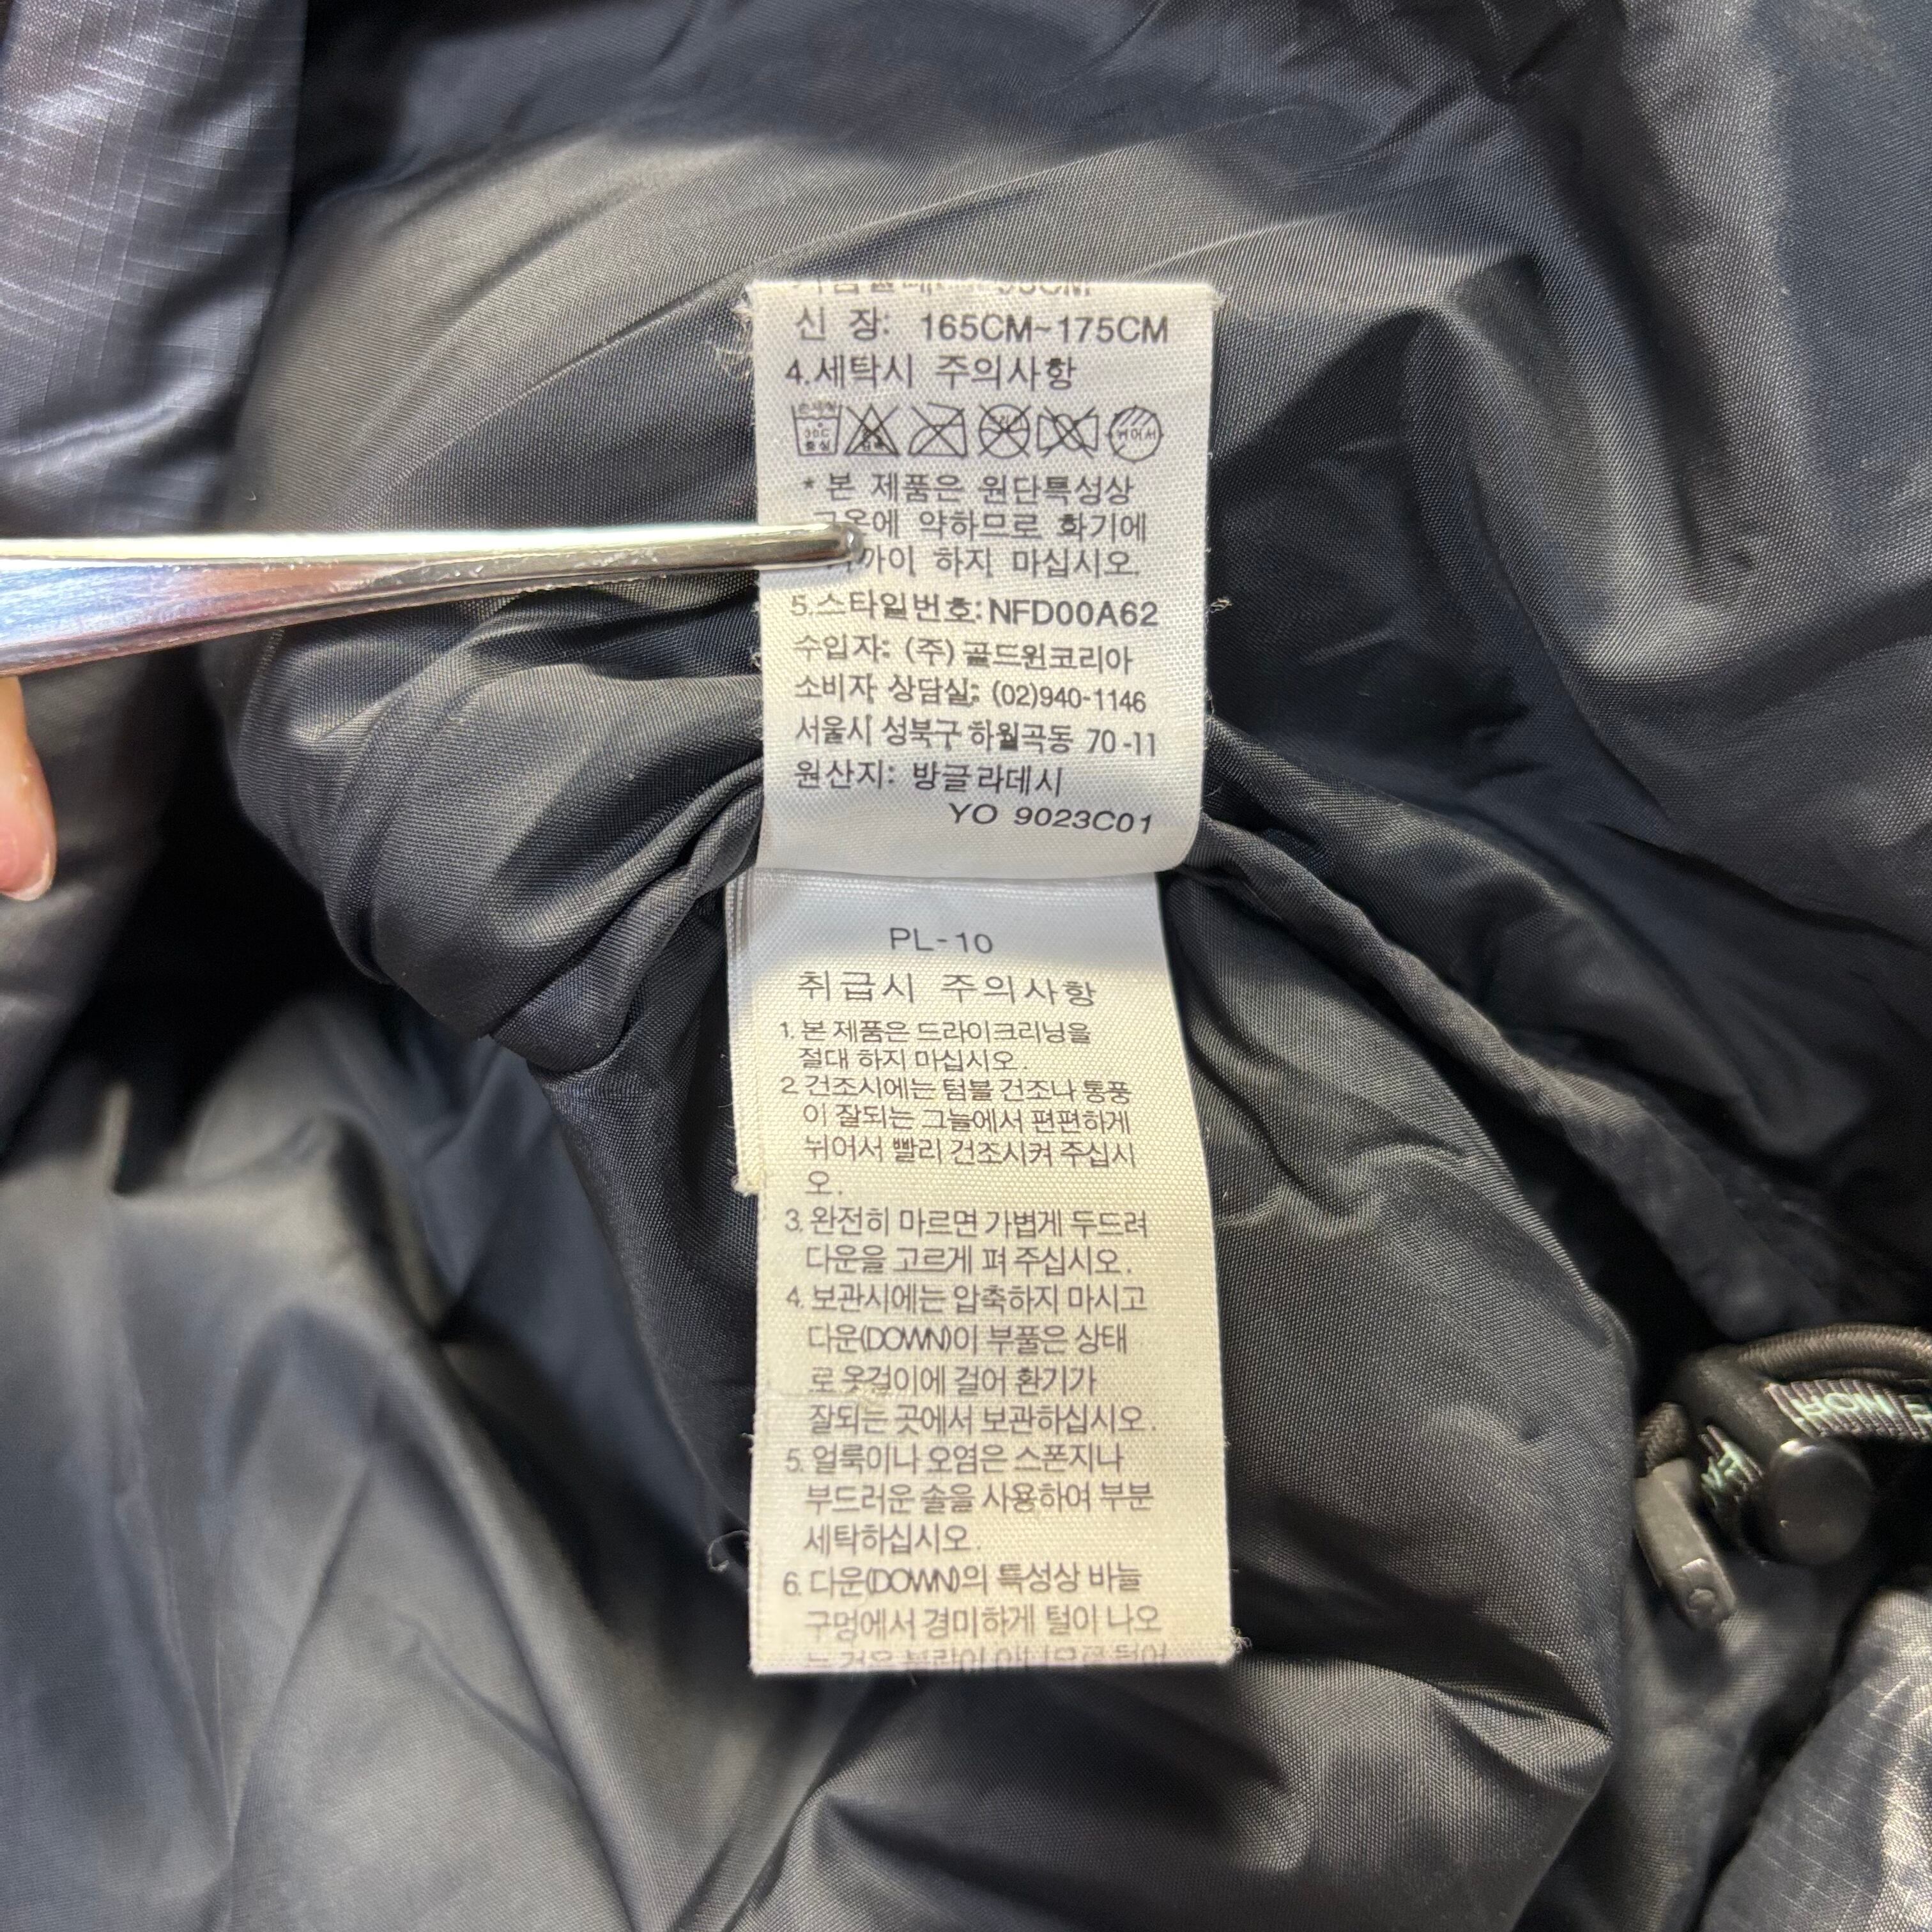 신 장: 165CM~175CM
4.세탁시 주의사항
* 본 제품은 원단특성상
고온에 약하므로 화기에
하지 마십시오.
5.스타일번호:NFD00A62
수입자: (주) 골드윈코리아
소비자 상담실: (02)940-1146
서울시 성북구 하월곡동 70-11
원산지: 방글라데시
YO 9023C01
PL-10
취급시 주의사항
1. 본 제품은 드라이크리닝을
절대 하지 마십시오.
2. 건조시에는 텀블 건조나 통풍
이 잘되는 그늘에서 편편하게
뉘어서 빨리 건조시켜 주십시
오.
3. 완전히 마르면 가볍게 두드려
다운을 고르게 펴 주십시오.
4. 보관시에는 압축하지 마시고
다운(DOWN)이 부풀은 상태
로 옷걸이에 걸어 환기가
잘되는 곳에서 보관하십시오.
5. 얼룩이나 오염은 스폰지나
부드러운 솔을 사용하여 부분
세탁하십시오.
6. 다운(DOWN)의 특성상 바늘
구멍에서 경미하게 털이 나오